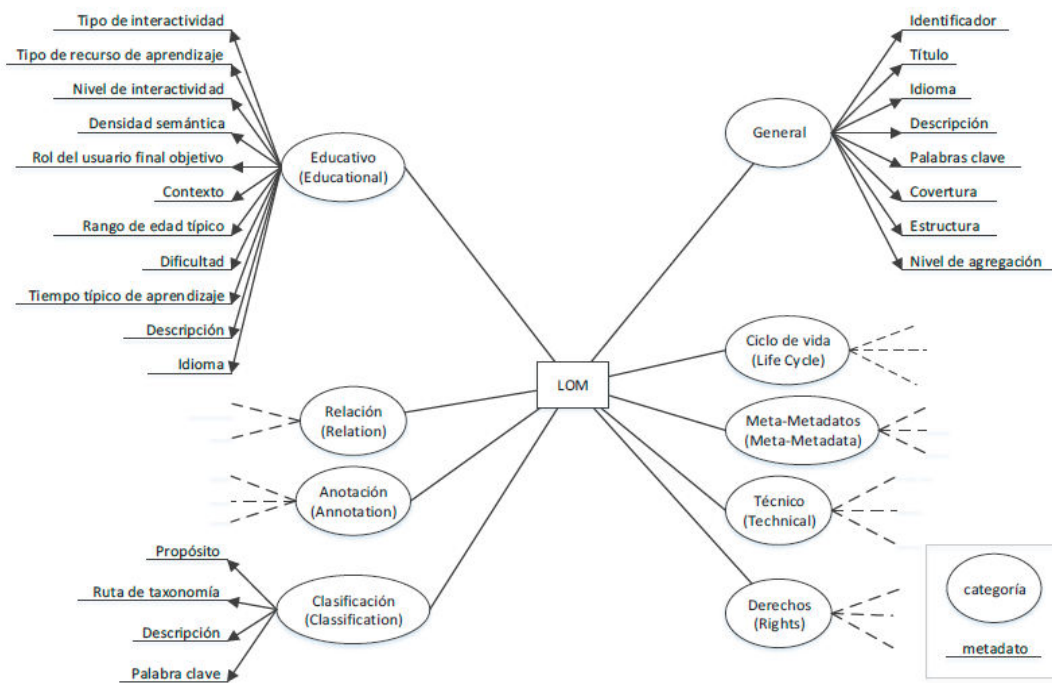 Tipo de interactividad
Tipo de recurso de aprendizaje
Nivel de interactividad
Densidad semántica
Rol del usuario final objetivo
Contexto
Rango de edad típico
Dificultad
Tiempo típico de aprendizaje
Descripción
Idioma
Educativo
(Educational)
Identificador
Título
Idioma
Descripción
Palabras clave
Covertura
Estructura
Nivel de agregación
General
LOM
Ciclo de vida
(Life Cycle)
Meta-Metadatos
(Meta-Metadata)
Técnico
(Technical)
Derechos
(Rights)
Relación
(Relation)
Anotación
(Annotation)
Clasificación
(Classification)
Propósito
Ruta de taxonomía
Descripción
Palabra clave
categoría
metadato